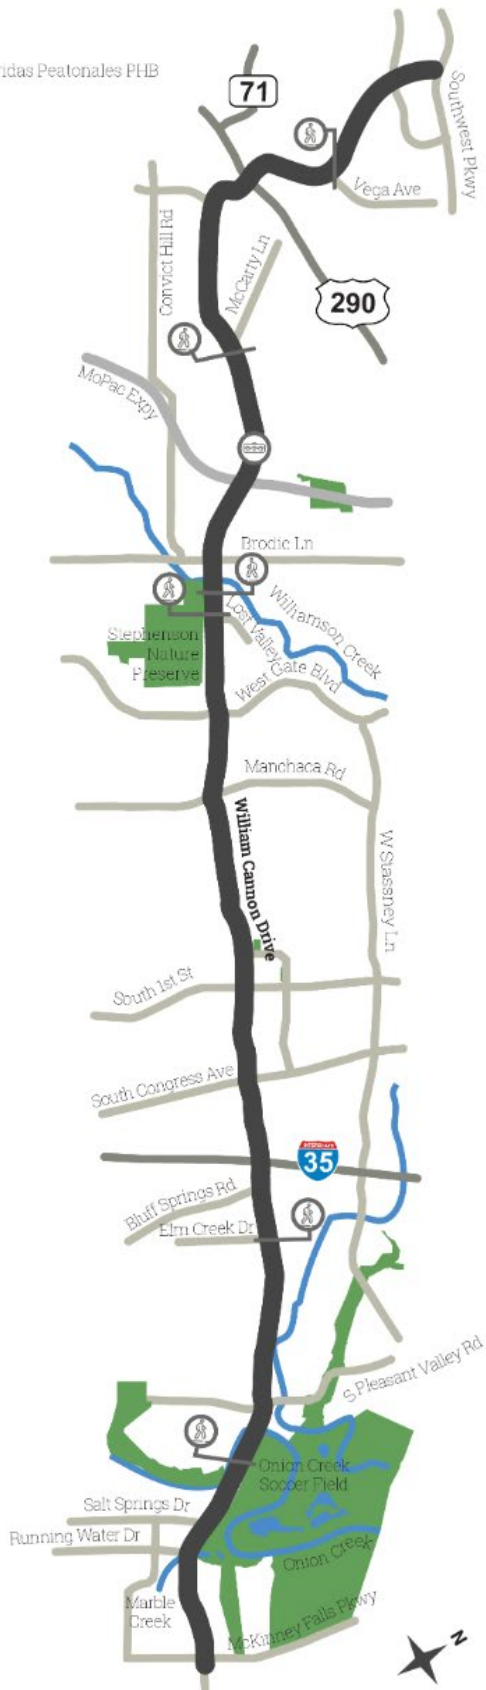 idas Peatonales PHB
71
Southwest Pkwy
Vega Ave
Convict Hill Rd
McCarty Ln
290
MoPac Expy
Brodie Ln
Williamson Creek
Lost Valley
Stephenson
Nature
Preserve
West Gate Blvd
Manchaca Rd
William Cannon Drive
W Stassney Ln
South 1st St
South Congress Ave
INTERSTATE
35
Bluff Springs Rd
Elm Creek Dr
S Pleasant Valley Rd
Onion Creek
Soccer Field
Salt Springs Dr
Running Water Dr
Onion Creek
Marble
Creek
McKinney Falls Pkwy
N